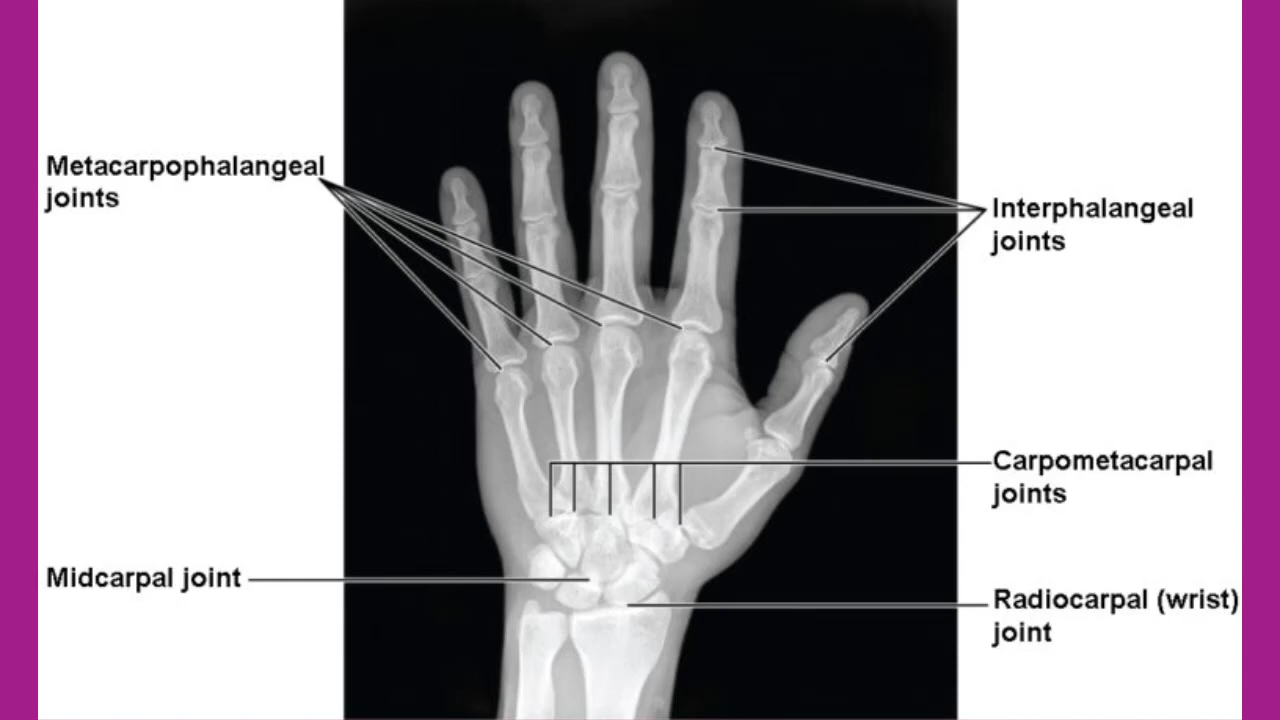 Metacarpophalangeal
joints
Interphalangeal
joints
Carpometacarpal
joints
Midcarpal joint
Radiocarpal (wrist)
joint